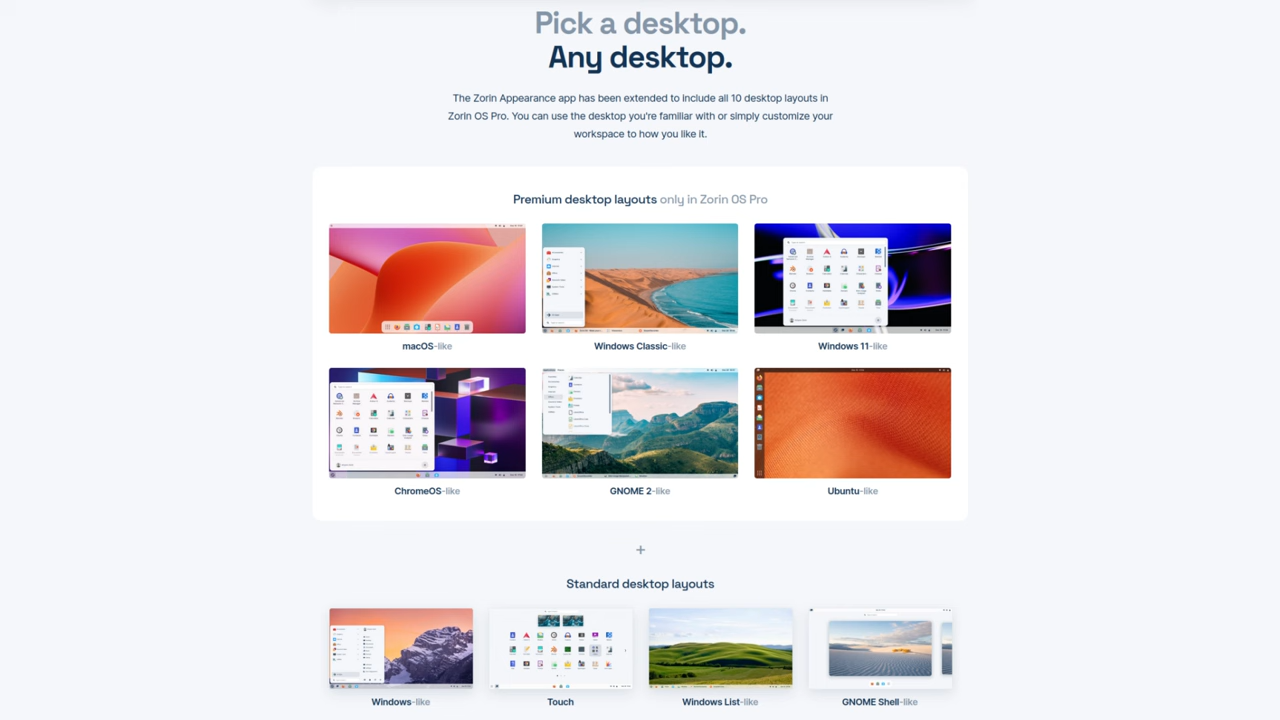 Pick a desktop.
Any desktop.
The Zorin Appearance app has been extended to include all 10 desktop layouts in
Zorin OS Pro. You can use the desktop you're familiar with or simply customize your
workspace to how you like it.
Premium desktop layouts only in Zorin OS Pro
macOS-like
Windows Classic-like
Windows 11-like
ChromeOS-like
GNOME 2-like
Ubuntu-like
+
Standard desktop layouts
Windows-like
Touch
Windows List-like
GNOME Shell-like